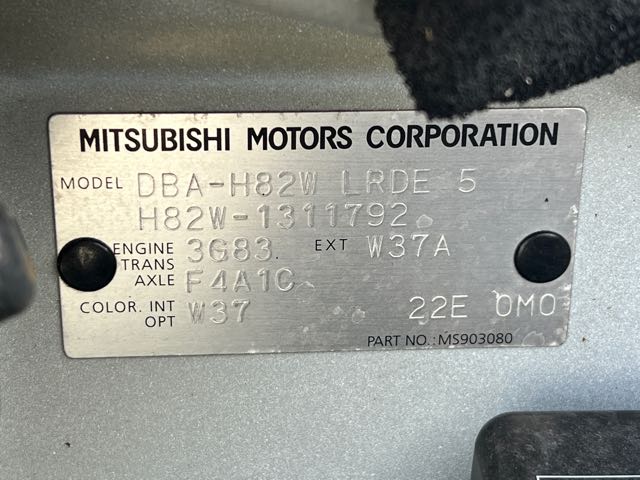 MITSUBISHI MOTORS CORPORATION
MODEL DBA-H82W LRDE 5
H82W-1311792
ENGINE 3G83 EXT W37A
TRANS
AXLE F4A1C
COLOR. INT W37
OPT 22E 0M0
PART NO.: MS903080